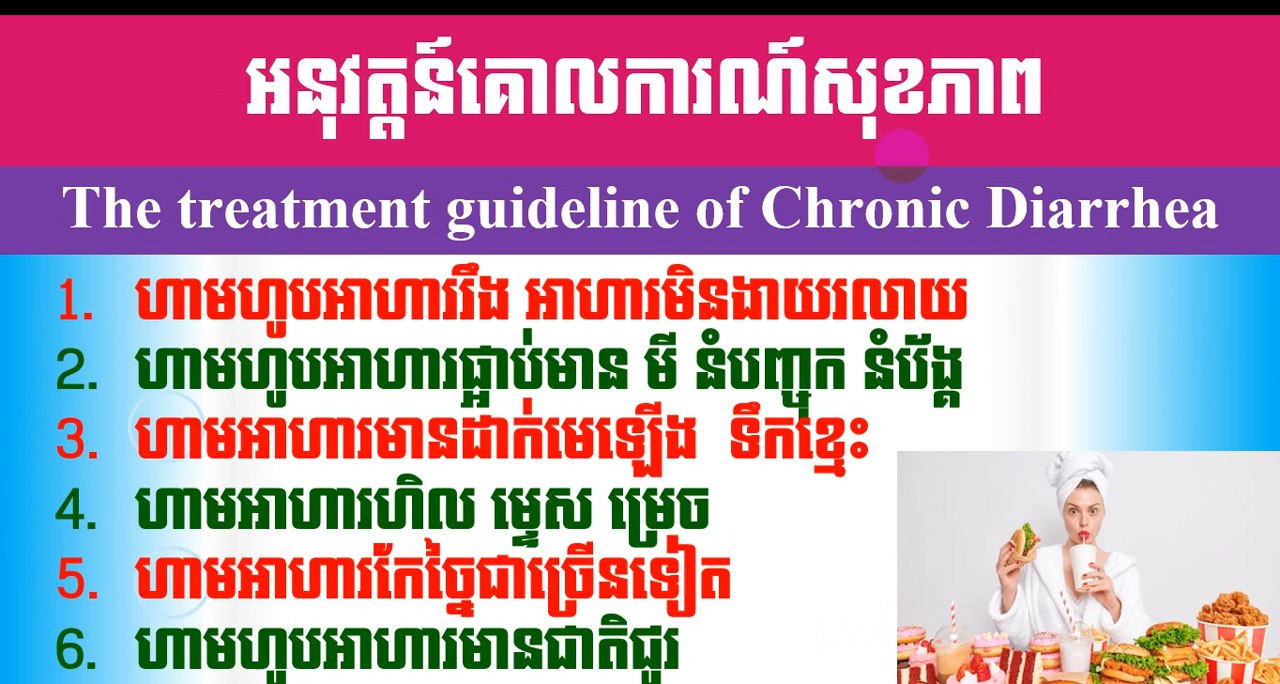 អនុវត្តន៍គោលការណ៍សុខភាព
The treatment guideline of Chronic Diarrhea
1. ហាមហូបអាហាររឹង អាហារមិនងាយរលាយ
2. ហាមហូបអាហារផ្អាប់មាន មី នំបញ្ចុក នំប័ង្គ
3. ហាមអាហារមានដាក់មេឡើង ទឹកខ្មេះ
4. ហាមអាហារហិល ម្ទេស ម្រេច
5. ហាមអាហារកែច្នៃជាច្រើនទៀត
6. ហាមហូបអាហារមានជាតិជូរ